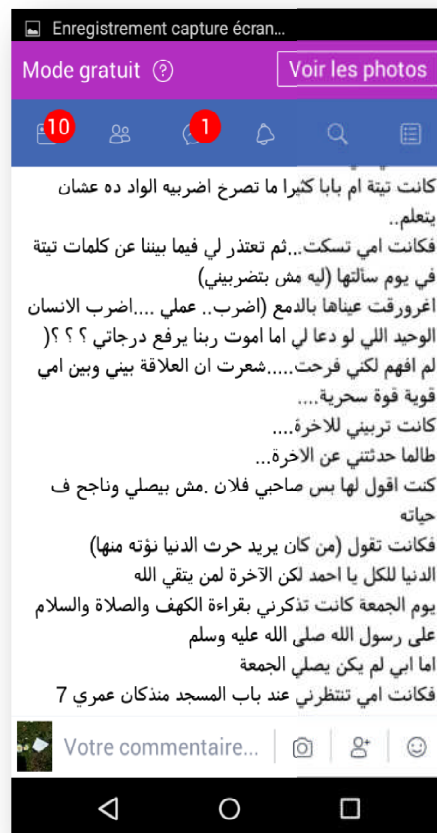 Enregistrement capture écran...
Mode gratuit ?
Voir les photos
10
1
كانت تيتة ام بابا كثيرا ما تصرخ اضربيه الواد ده عشان
يتعلم..
فكانت امي تسكت...ثم تعتذر لي فيما بيننا عن كلمات تيتة
في يوم سألتها (ليه مش بتضربيني)
اغرورقت عيناها بالدمع (اضرب.. عملي ....اضرب الانسان
الوحيد اللي لو دعا لي اما اموت ربنا يرفع درجاتي ؟ ؟ ؟(
لم افهم لكني فرحت.....شعرت ان العلاقة بيني وبين امي
قوية قوة سحرية....
كانت تربيني للاخرة....
طالما حدثتني عن الاخرة...
كنت اقول لها بس صاحبي فلان .مش بيصلي وناجح ف
حياته
فكانت تقول (من كان يريد حرث الدنيا نؤته منها)
الدنيا للكل يا احمد لكن الآخرة لمن يتقي الله
يوم الجمعة كانت تذكرني بقراءة الكهف والصلاة والسلام
على رسول الله صلى الله عليه وسلم
اما ابي لم يكن يصلي الجمعة
فكانت امي تنتظرني عند باب المسجد منذكان عمري 7
Votre commentaire...